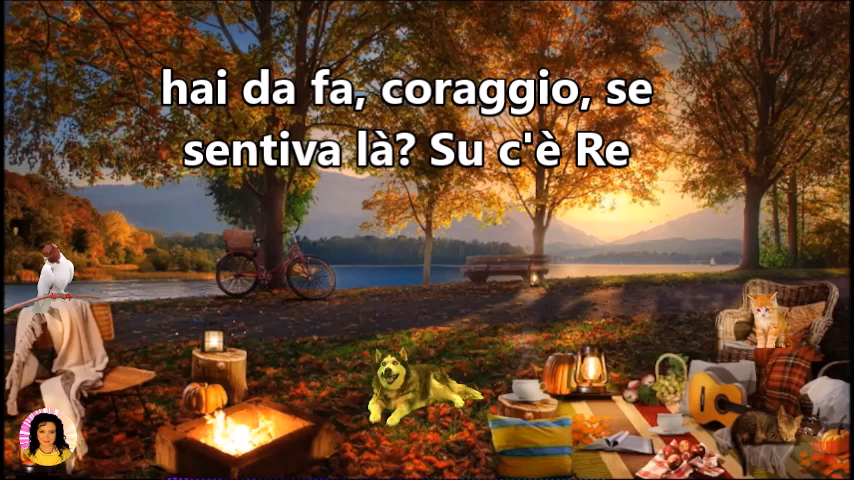 hai da fa, coraggio, se
sentiva là? Su c'è Re